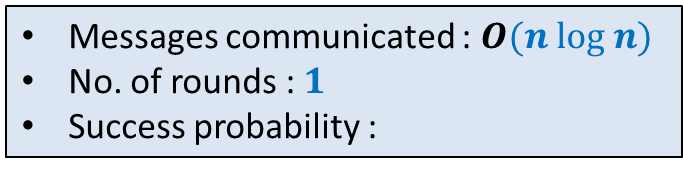 • Messages communicated : O(n log n)
• No. of rounds : 1
• Success probability :